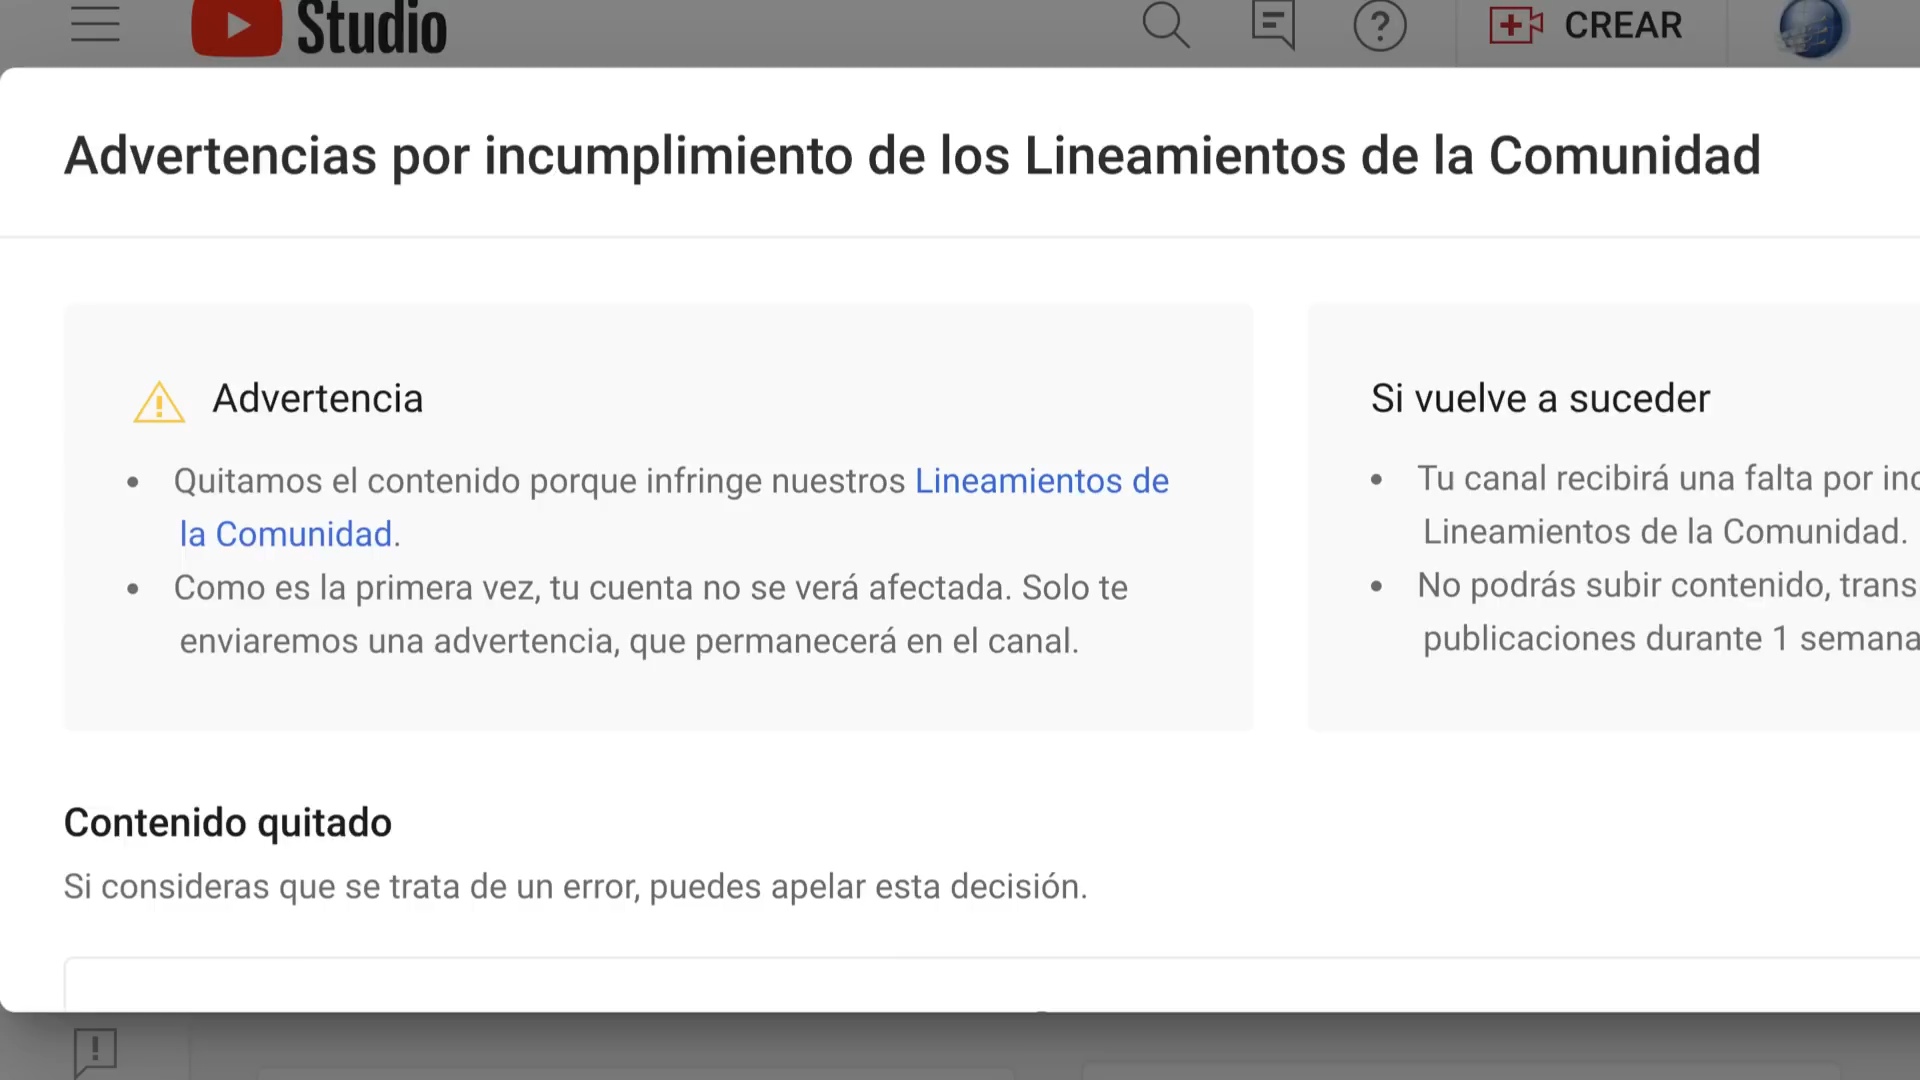 Studio
CREAR
Advertencias por incumplimiento de los Lineamientos de la Comunidad
Advertencia
• Quitamos el contenido porque infringe nuestros Lineamientos de
la Comunidad.
• Como es la primera vez, tu cuenta no se verá afectada. Solo te
enviaremos una advertencia, que permanecerá en el canal.
Si vuelve a suceder
• Tu canal recibirá una falta por
Lineamientos de la Comunidad.
• No podrás subir contenido,
publicaciones durante 1 semana
Contenido quitado
Si consideras que se trata de un error, puedes apelar esta decisión.